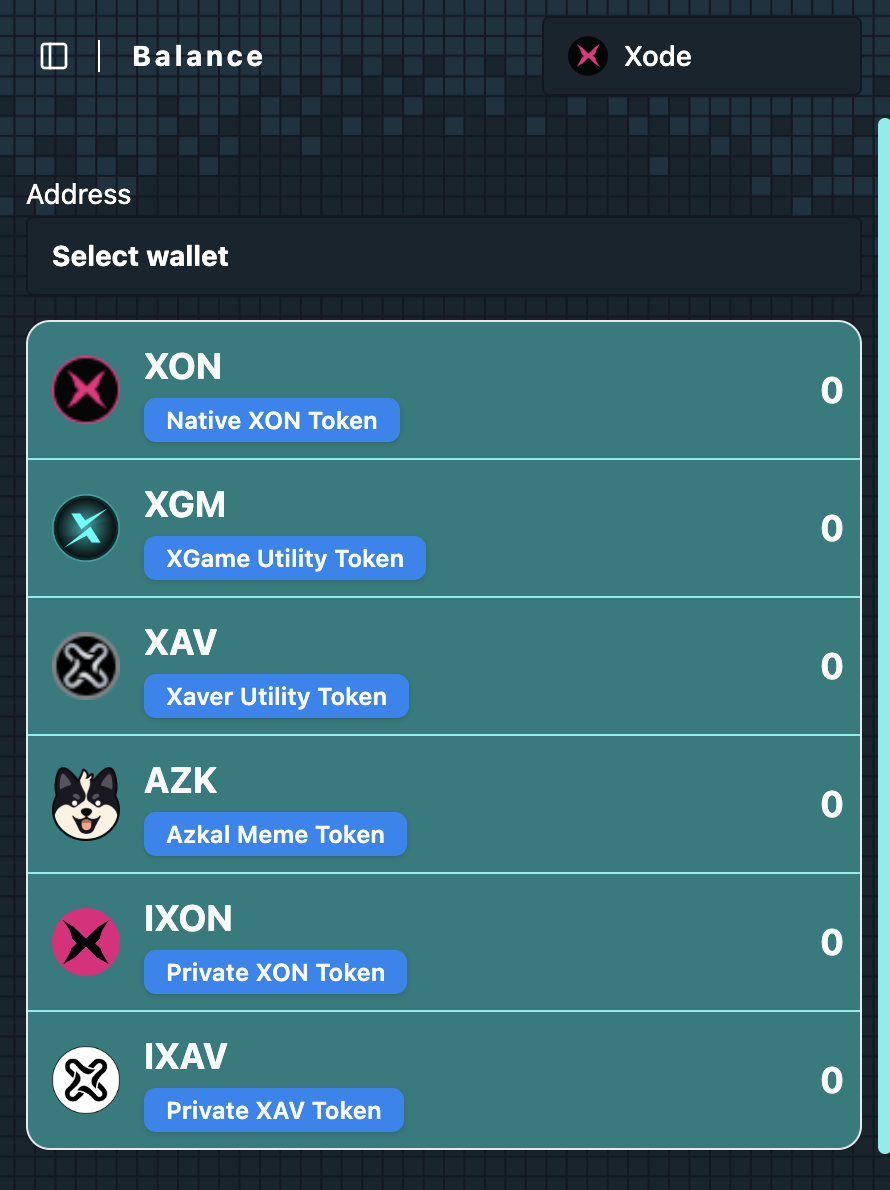 Balance
Xode
Address
Select wallet
XON
Native XON Token
0
XGM
XGame Utility Token
0
XAV
Xaver Utility Token
0
AZK
Azkal Meme Token
0
IXON
Private XON Token
0
IXAV
Private XAV Token
0